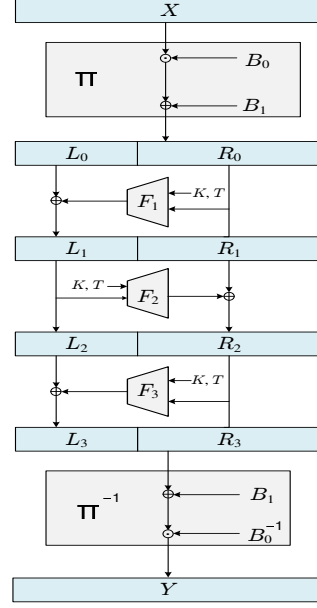 X
π
B₀
B₁
L₀ R₀
F₁
K, T
L₁ R₁
K, T
F₂
L₂ R₂
F₃
K, T
L₃ R₃
π⁻¹
B₁
B₀⁻¹
Y